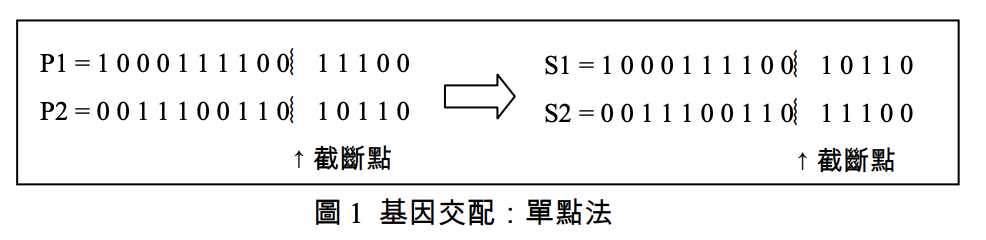 P1 = 1 0 0 0 1 1 1 1 0 0 1 1 1 0 0 S1 = 1 0 0 0 1 1 1 1 0 0 1 0 1 1 0
P2 = 0 0 1 1 1 0 0 1 1 0 1 0 1 1 0 S2 = 0 0 1 1 1 0 0 1 1 0 1 1 1 0 0
↑ 截斷點 ↑ 截斷點
圖 1 基因交配：單點法